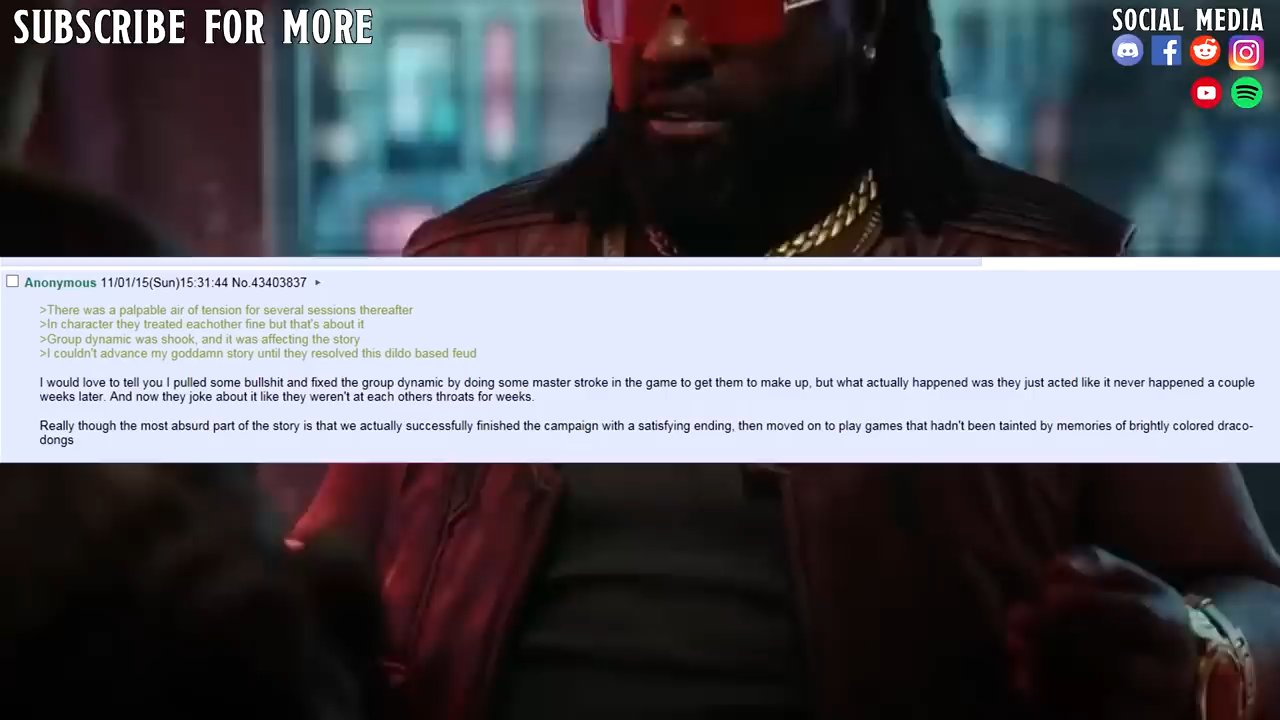 SUBSCRIBE FOR MORE
SOCIAL MEDIA
Anonymous 11/01/15(Sun)15:31:44 No.43403837
>There was a palpable air of tension for several sessions thereafter
>In character they treated eachother fine but that's about it
>Group dynamic was shook, and it was affecting the story
>I couldn't advance my goddamn story until they resolved this dildo based feud
I would love to tell you I pulled some bullshit and fixed the group dynamic by doing some master stroke in the game to get them to make up, but what actually happened was they just acted like it never happened a couple
weeks later. And now they joke about it like they weren't at each others throats for weeks.
Really though the most absurd part of the story is that we actually successfully finished the campaign with a satisfying ending, then moved on to play games that hadn't been tainted by memories of brightly colored draco-
dongs